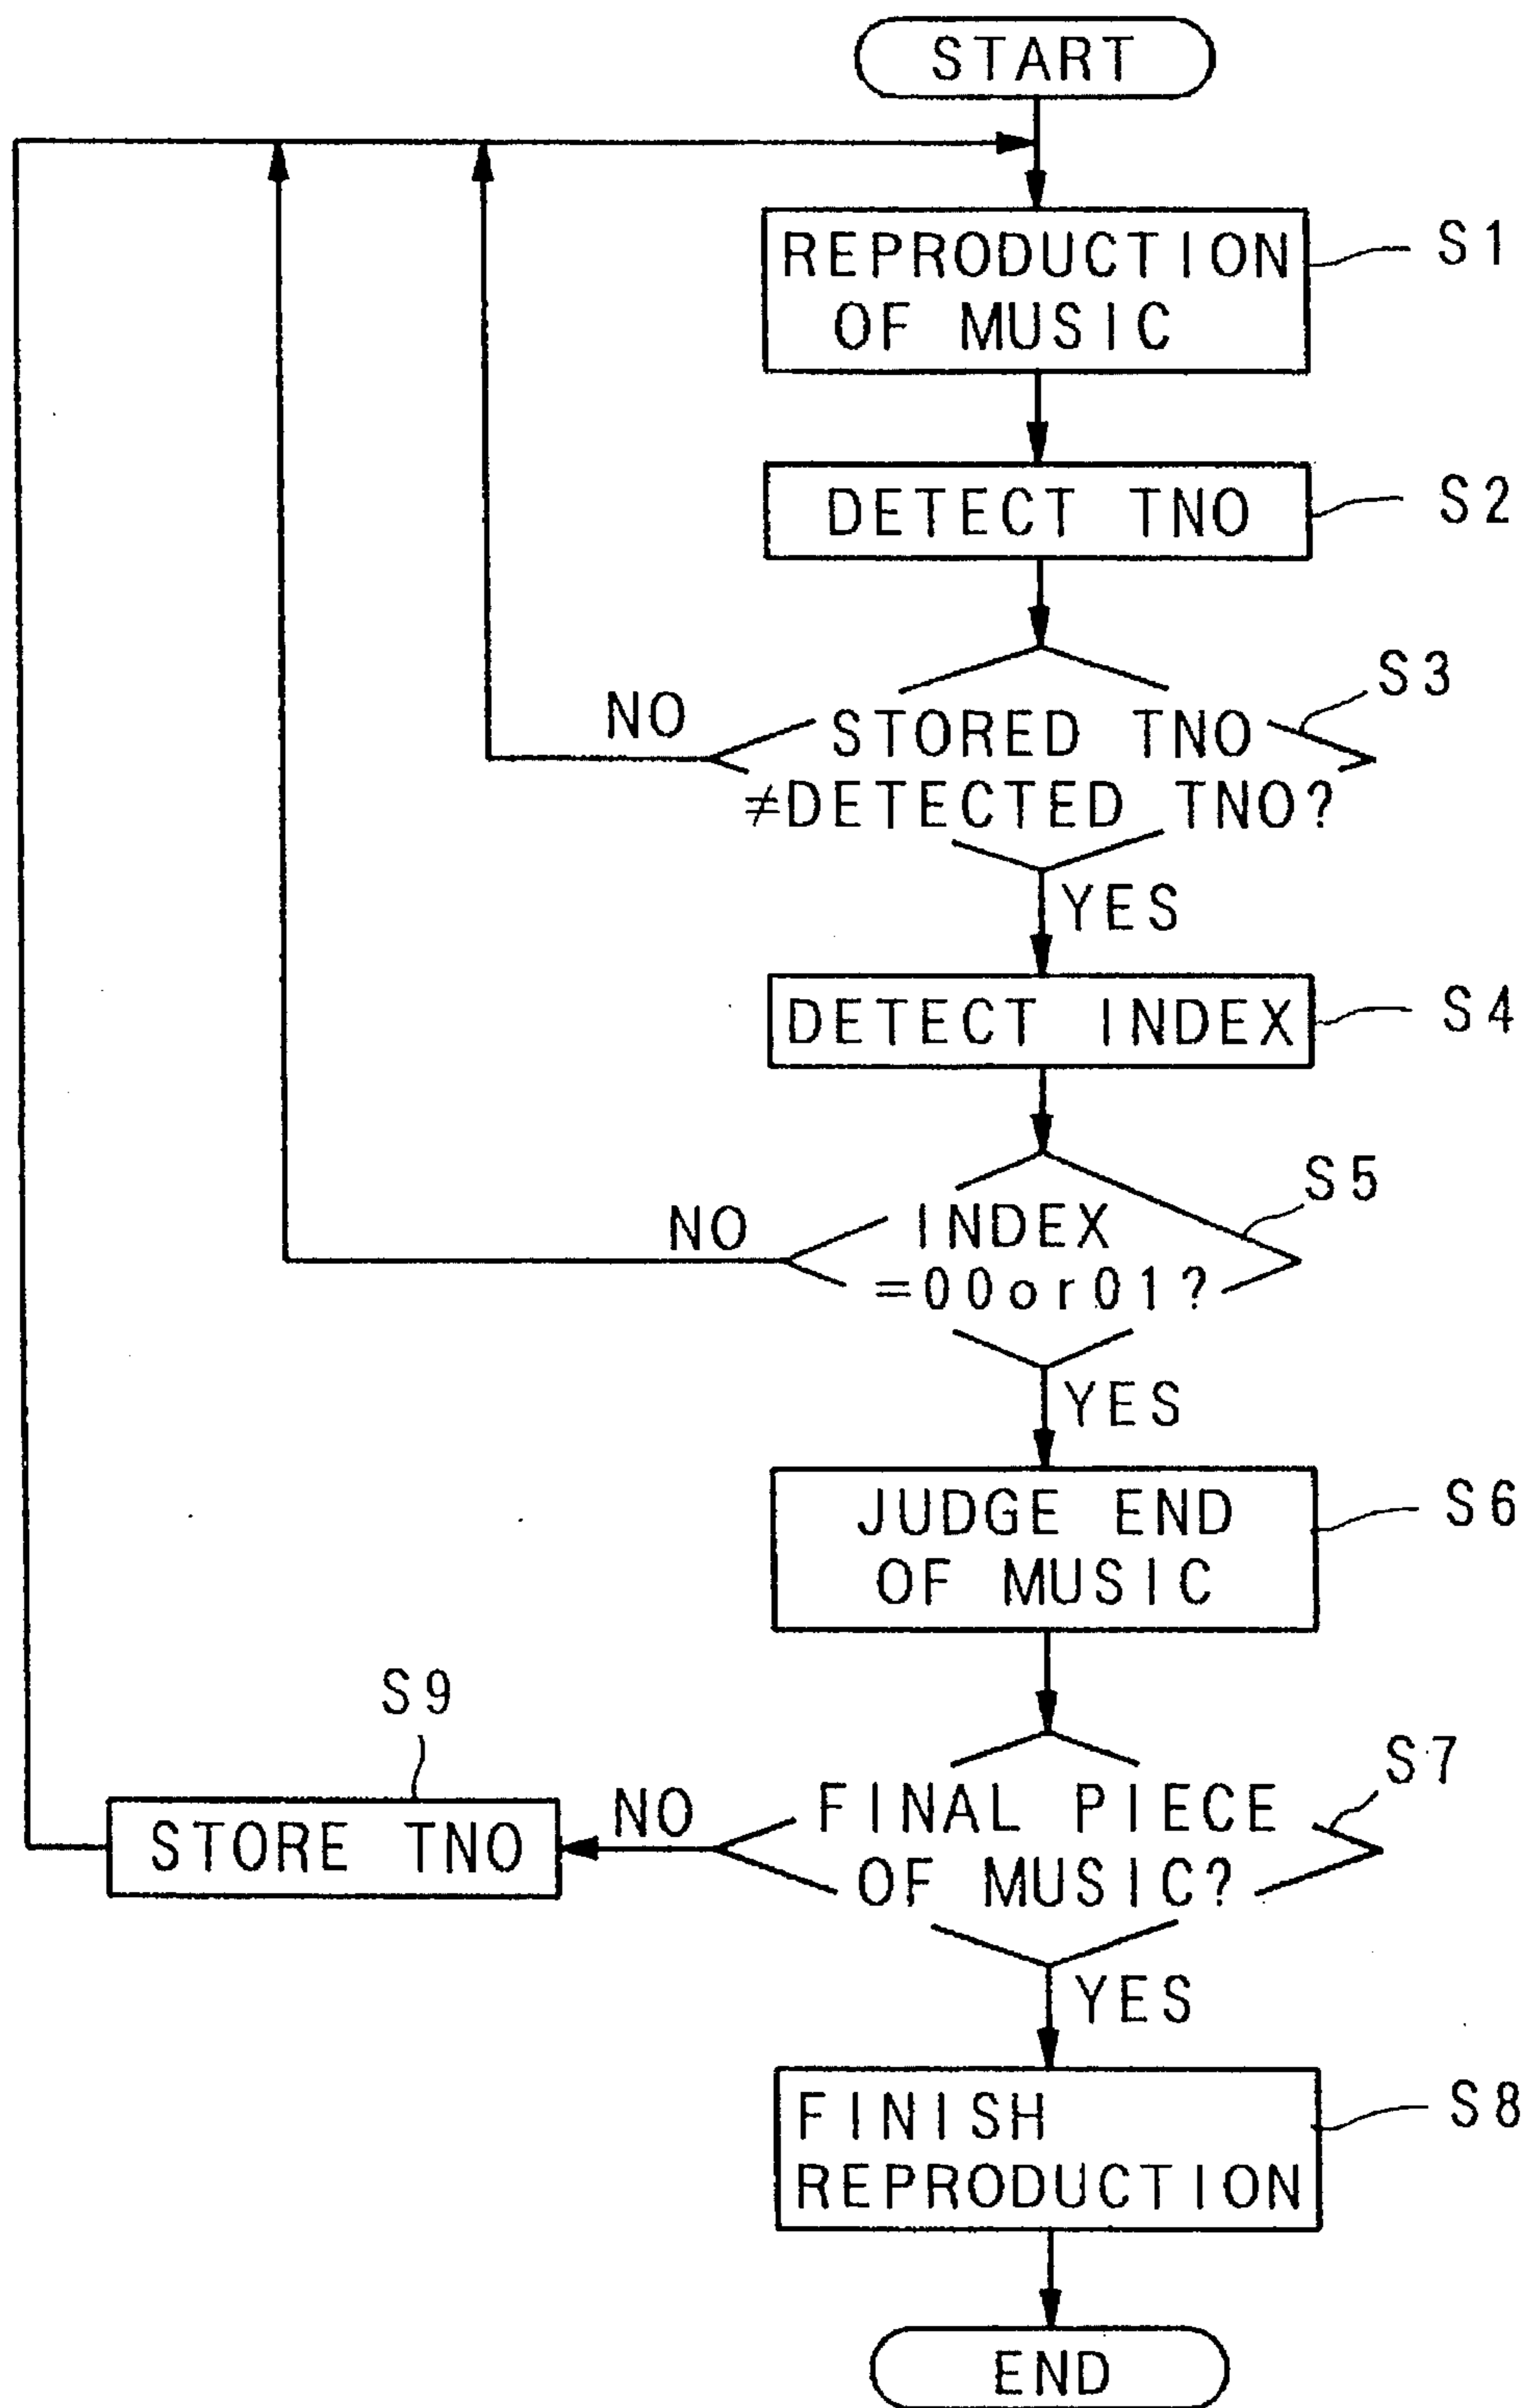 START
REPRODUCTION
OF MUSIC
S1
DETECT TNO
S2
STORED TNO
≠DETECTED TNO?
S3
NO
YES
DETECT INDEX
S4
INDEX
=00or01?
S5
NO
YES
JUDGE END
OF MUSIC
S6
FINAL PIECE
OF MUSIC?
S7
NO
STORE TNO
S9
YES
FINISH
REPRODUCTION
S8
END